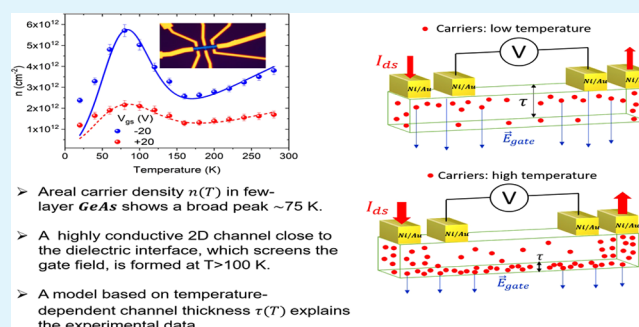 6x10¹²
5x10¹²
4x10¹²
3x10¹²
2x10¹²
1x10¹²
n (cm⁻²)
V_gs (V)
-20
+20
0 50 100 150 200 250 300
Temperature (K)
➢ Areal carrier density n(T) in few-
layer GeAs shows a broad peak ~75 K.
➢ A highly conductive 2D channel close to
the dielectric interface, which screens the
gate field, is formed at T>100 K.
➢ A model based on temperature-
dependent channel thickness τ(T) explains
the experimental data
Carriers: low temperature
I_ds
V
Ni/Au Ni/Au Ni/Au Ni/Au
τ
E⃗_gate
Carriers: high temperature
I_ds
V
Ni/Au Ni/Au Ni/Au Ni/Au
τ
E⃗_gate